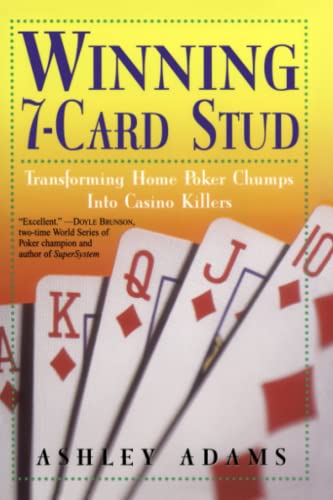 WINNING
7-CARD STUD
Transforming Home Poker Chumps
Into Casino Killers
"Excellent." —DOYLE BRUNSON,
two-time World Series of
Poker champion and
author of SuperSystem
A
K
Q
J
10
ASHLEY ADAMS